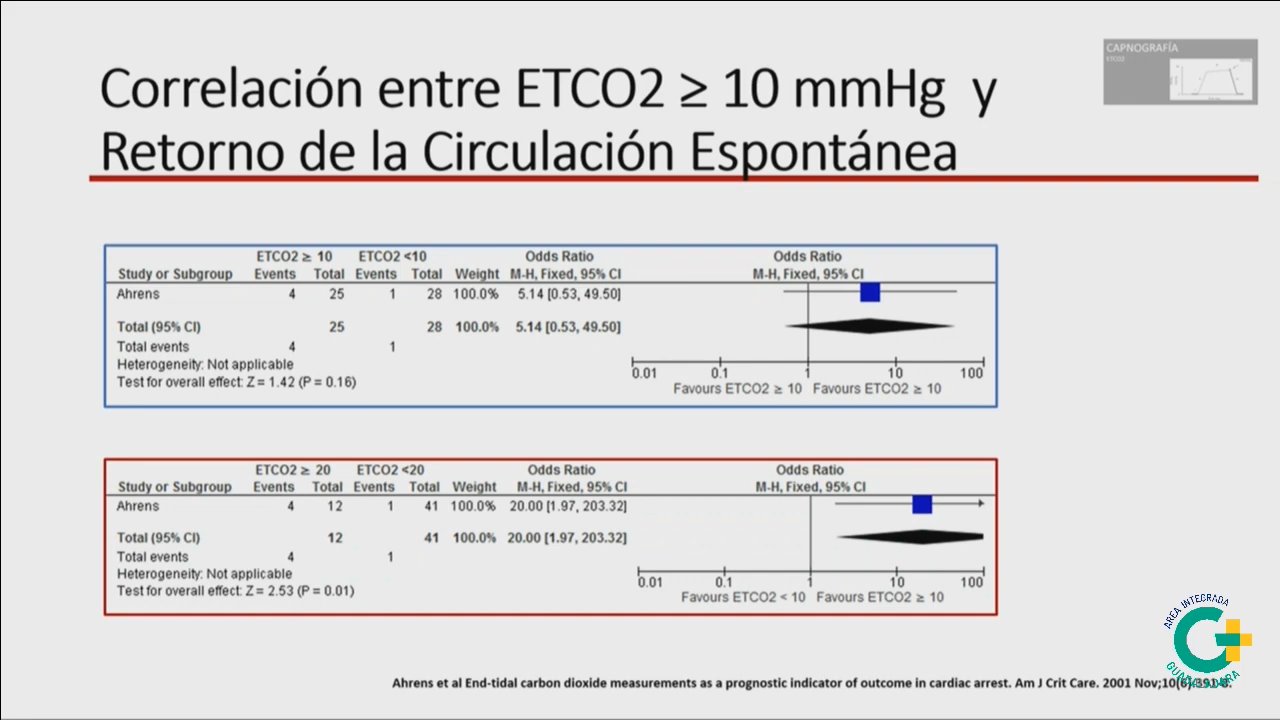 CAPNOGRAFÍA
ETCO2
Correlación entre ETCO2 ≥ 10 mmHg y
Retorno de la Circulación Espontánea
ETCO2 ≥ 10 ETCO2 <10 Odds Ratio Odds Ratio
Study or Subgroup Events Total Events Total Weight M-H, Fixed, 95% CI M-H, Fixed, 95% CI
Ahrens 4 25 1 28 100.0% 5.14 [0.53, 49.50]
Total (95% CI) 25 28 100.0% 5.14 [0.53, 49.50]
Total events 4 1
Heterogeneity: Not applicable
Test for overall effect: Z = 1.42 (P = 0.16)
0.01 0.1 1 10 100
Favours ETCO2 ≥ 10 Favours ETCO2 ≥ 10
ETCO2 ≥ 20 ETCO2 <20 Odds Ratio Odds Ratio
Study or Subgroup Events Total Events Total Weight M-H, Fixed, 95% CI M-H, Fixed, 95% CI
Ahrens 4 12 1 41 100.0% 20.00 [1.97, 203.32]
Total (95% CI) 12 41 100.0% 20.00 [1.97, 203.32]
Total events 4 1
Heterogeneity: Not applicable
Test for overall effect: Z = 2.53 (P = 0.01)
0.01 0.1 1 10 100
Favours ETCO2 < 10 Favours ETCO2 ≥ 10
AREA INTEGRADA
GUADALAJARA
Ahrens et al End-tidal carbon dioxide measurements as a prognostic indicator of outcome in cardiac arrest. Am J Crit Care. 2001 Nov;10(6):391-8.